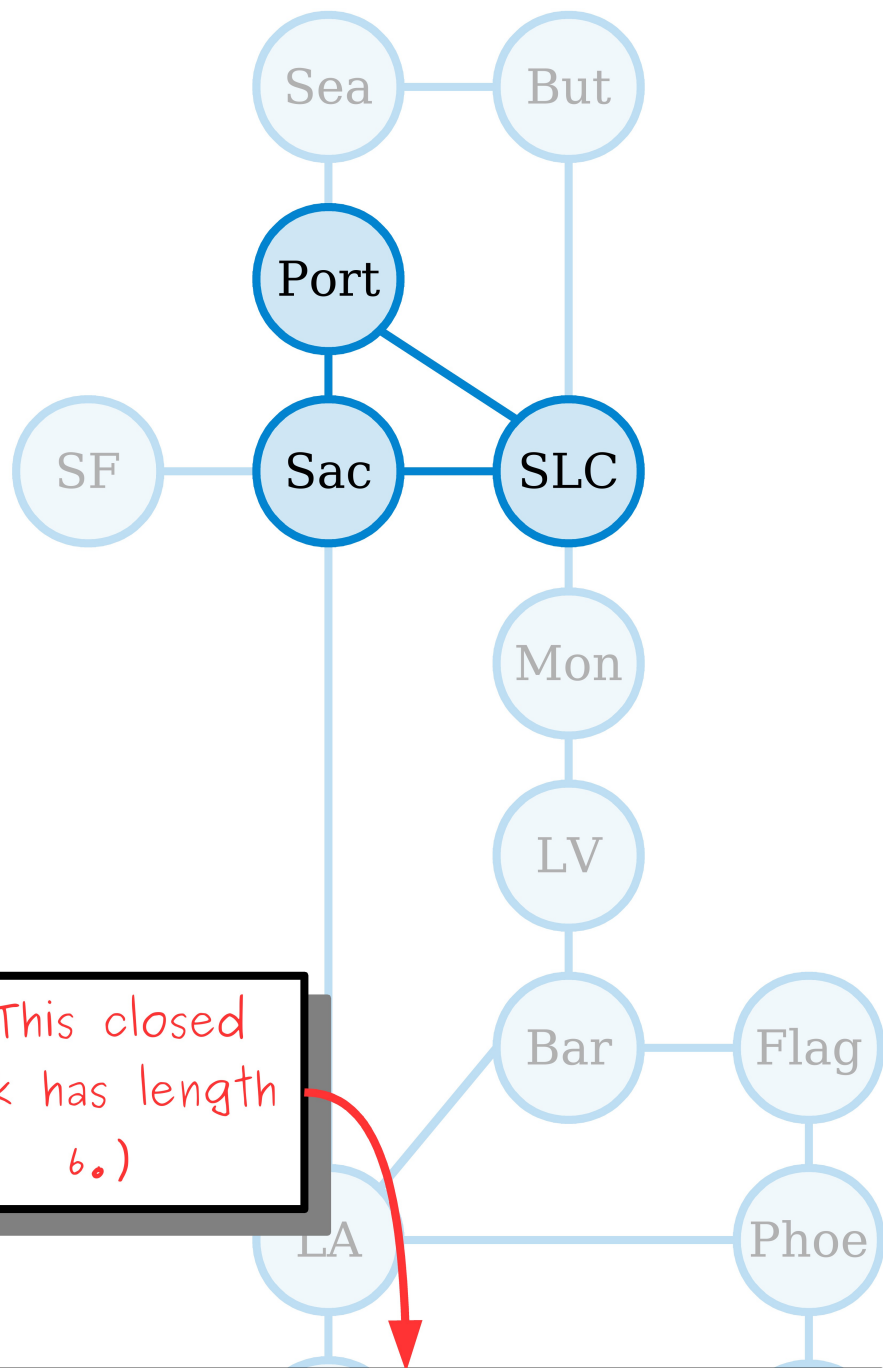 Sea
But
Port
SF
Sac
SLC
Mon
LV
Bar
Flag
This closed
has length
6.)
LA
Phoe